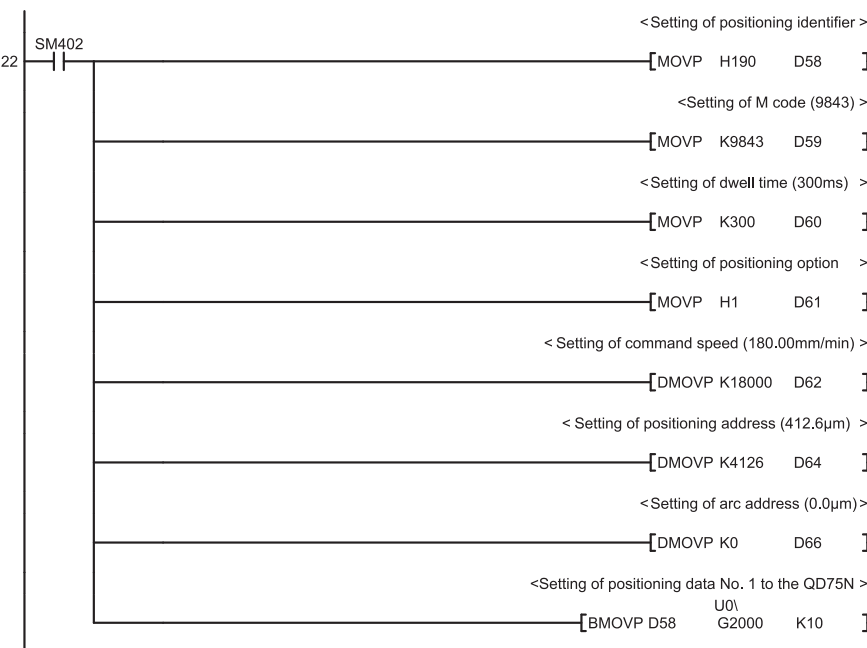 <Setting of positioning identifier >
SM402
22
MOVP H190 D58
<Setting of M code (9843) >
MOVP K9843 D59
<Setting of dwell time (300ms) >
MOVP K300 D60
<Setting of positioning option >
MOVP H1 D61
< Setting of command speed (180.00mm/min) >
DMOVP K18000 D62
< Setting of positioning address (412.6µm) >
DMOVP K4126 D64
<Setting of arc address (0.0µm)>
DMOVP K0 D66
<Setting of positioning data No. 1 to the QD75N >
U0\
BMOVP D58 G2000 K10